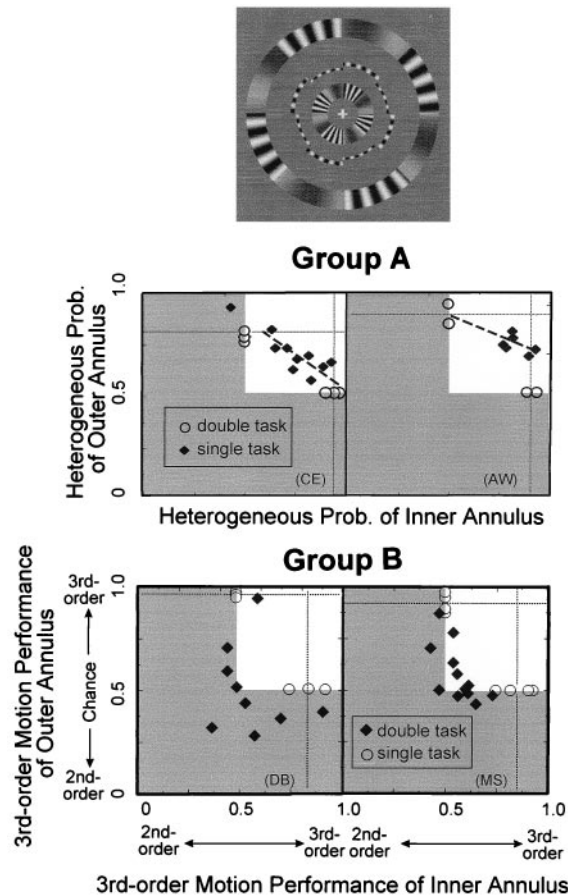 Group A
Heterogeneous Prob.
of Outer Annulus
1.0
0.5
0
○ double task
◆ single task
(CE)
(AW)
Heterogeneous Prob. of Inner Annulus
Group B
3rd-order Motion Performance
of Outer Annulus
3rd-
order
Chance
2nd-
order
1.0
0.5
0
◆ double task
○ single task
(DB)
(MS)
0 0.5 1.0 0.5 1.0
2nd-
order
3rd-
order
2nd-
order
3rd-
order
3rd-order Motion Performance of Inner Annulus